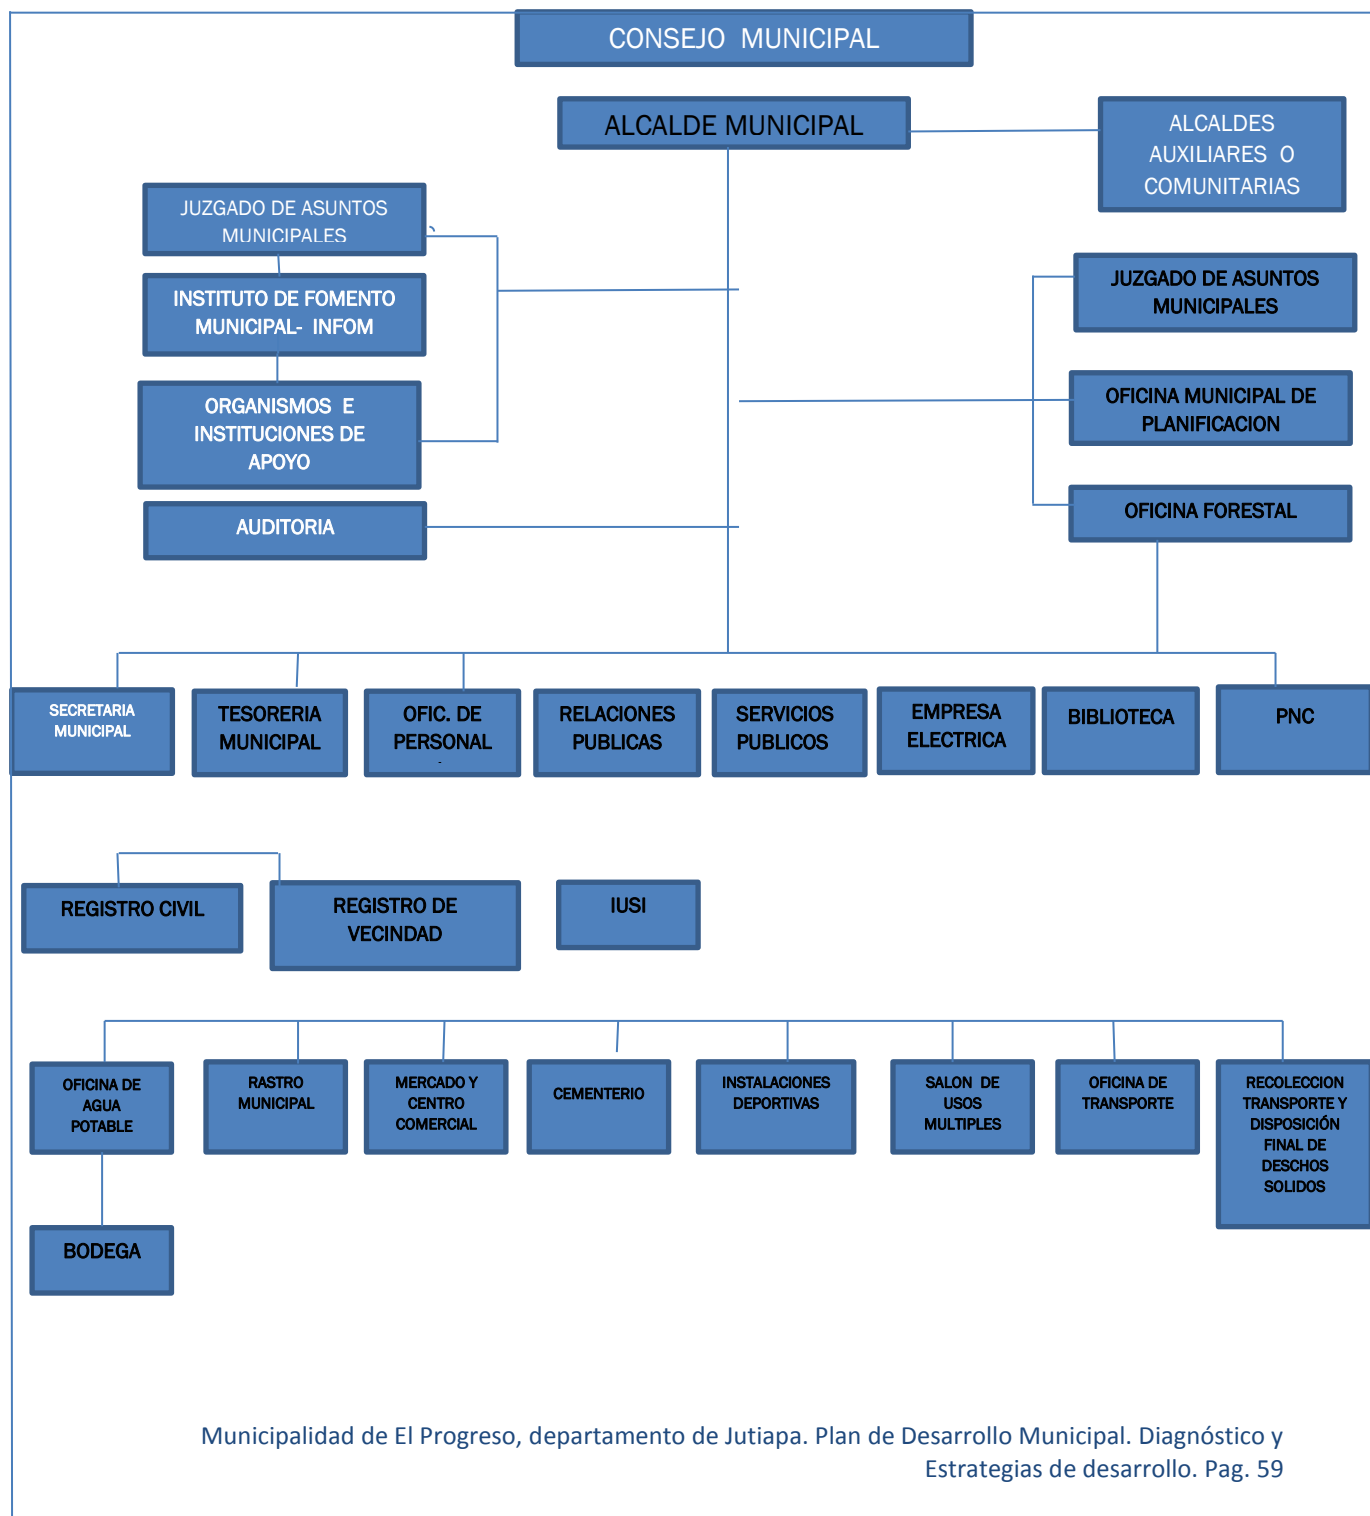 CONSEJO MUNICIPAL
ALCALDE MUNICIPAL
ALCALDES
AUXILIARES O
COMUNITARIAS
JUZGADO DE ASUNTOS
MUNICIPALES
INSTITUTO DE FOMENTO
MUNICIPAL- INFOM
ORGANISMOS E
INSTITUCIONES DE
APOYO
AUDITORIA
JUZGADO DE ASUNTOS
MUNICIPALES
OFICINA MUNICIPAL DE
PLANIFICACION
OFICINA FORESTAL
SECRETARIA
MUNICIPAL
TESORERIA
MUNICIPAL
OFIC. DE
PERSONAL
RELACIONES
PUBLICAS
SERVICIOS
PUBLICOS
EMPRESA
ELECTRICA
BIBLIOTECA
PNC
REGISTRO CIVIL
REGISTRO DE
VECINDAD
IUSI
OFICINA DE
AGUA
POTABLE
RASTRO
MUNICIPAL
MERCADO Y
CENTRO
COMERCIAL
CEMENTERIO
INSTALACIONES
DEPORTIVAS
SALON DE
USOS
MULTIPLES
OFICINA DE
TRANSPORTE
RECOLECCION
TRANSPORTE Y
DISPOSICIÓN
FINAL DE
DESCHOS
SOLIDOS
BODEGA
Municipalidad de El Progreso, departamento de Jutiapa. Plan de Desarrollo Municipal. Diagnóstico y
Estrategias de desarrollo. Pag. 59